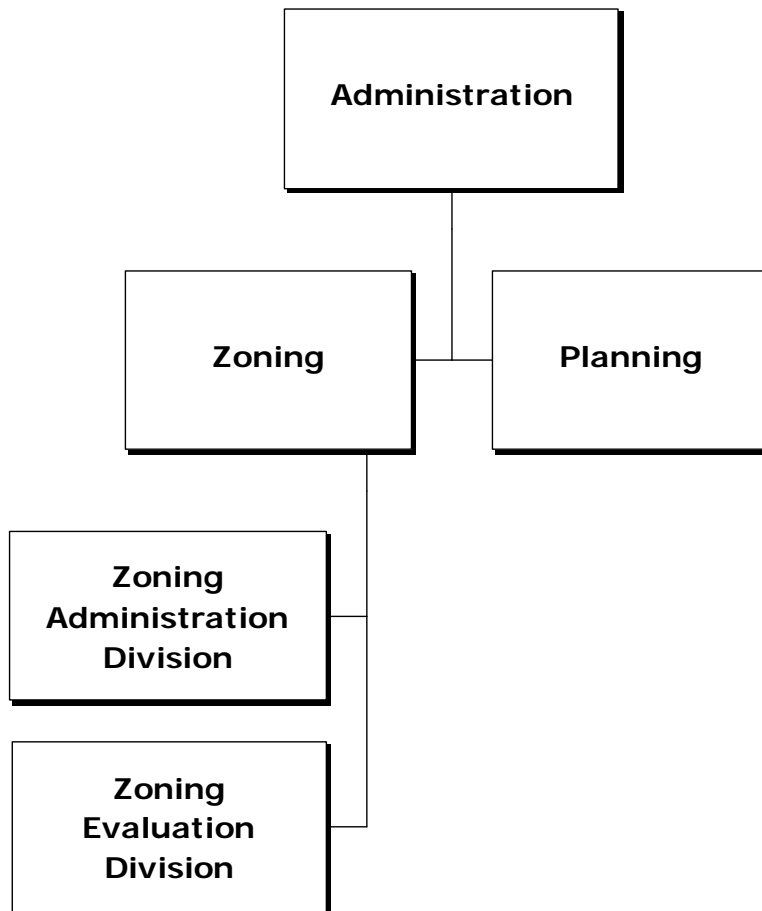 Administration
Zoning
Planning
Zoning
Administration
Division
Zoning
Evaluation
Division